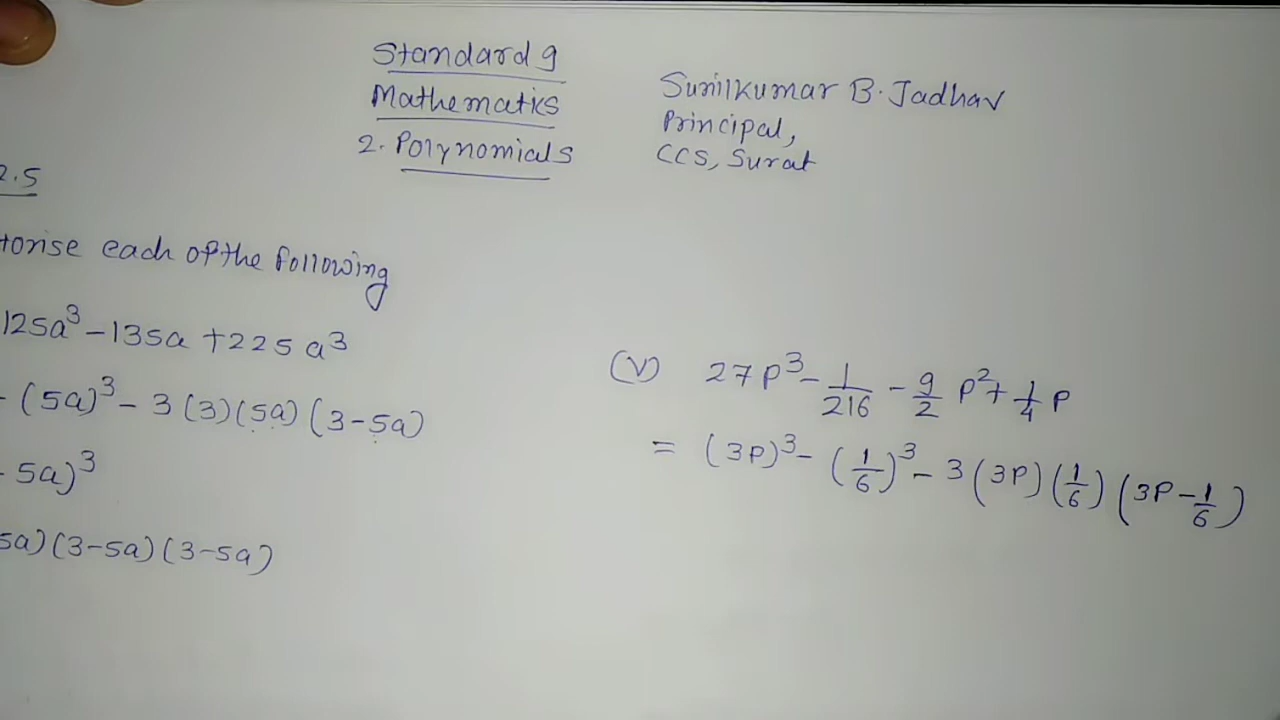 Standard 9
Mathematics
2. Polynomials
Sunilkumar B. Jadhav
Principal,
CCS, Surat
2.5
torise each of the following
125a³ - 135a + 225a³
- (5a)³ - 3(3)(5a)(3-5a)
- 5a)³
5a)(3-5a)(3-5a)
(V) 27p³ - 1/216 - 9/2 p² + 1/4 p
= (3p)³ - (1/6)³ - 3(3p)(1/6)(3p - 1/6)